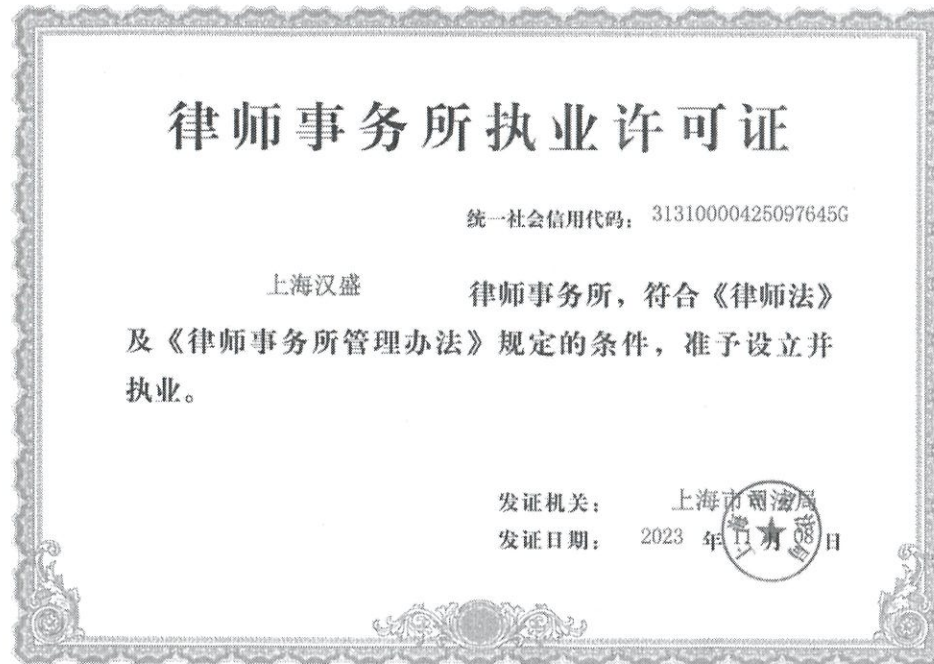 律师事务所执业许可证
统一社会信用代码: 31310000425097645G
上海汉盛 律师事务所, 符合《律师法》
及《律师事务所管理办法》规定的条件, 准予设立并
执业。
发证机关: 上海市司法局
发证日期: 2023 年 11 月 08 日